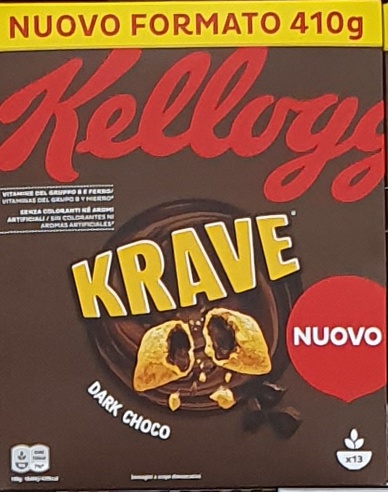 NUOVO FORMATO 410g
Kellogg
VITAMINE DEL GRUPPO B E FERRO/
VITAMINAS DEL GRUPO B Y HIERRO*
SENZA COLORANTI NÉ AROMI
ARTIFICIALI / SIN COLORANTES NI
AROMAS ARTIFICIALES*
KRAVE
NUOVO
DARK CHOCO
x13